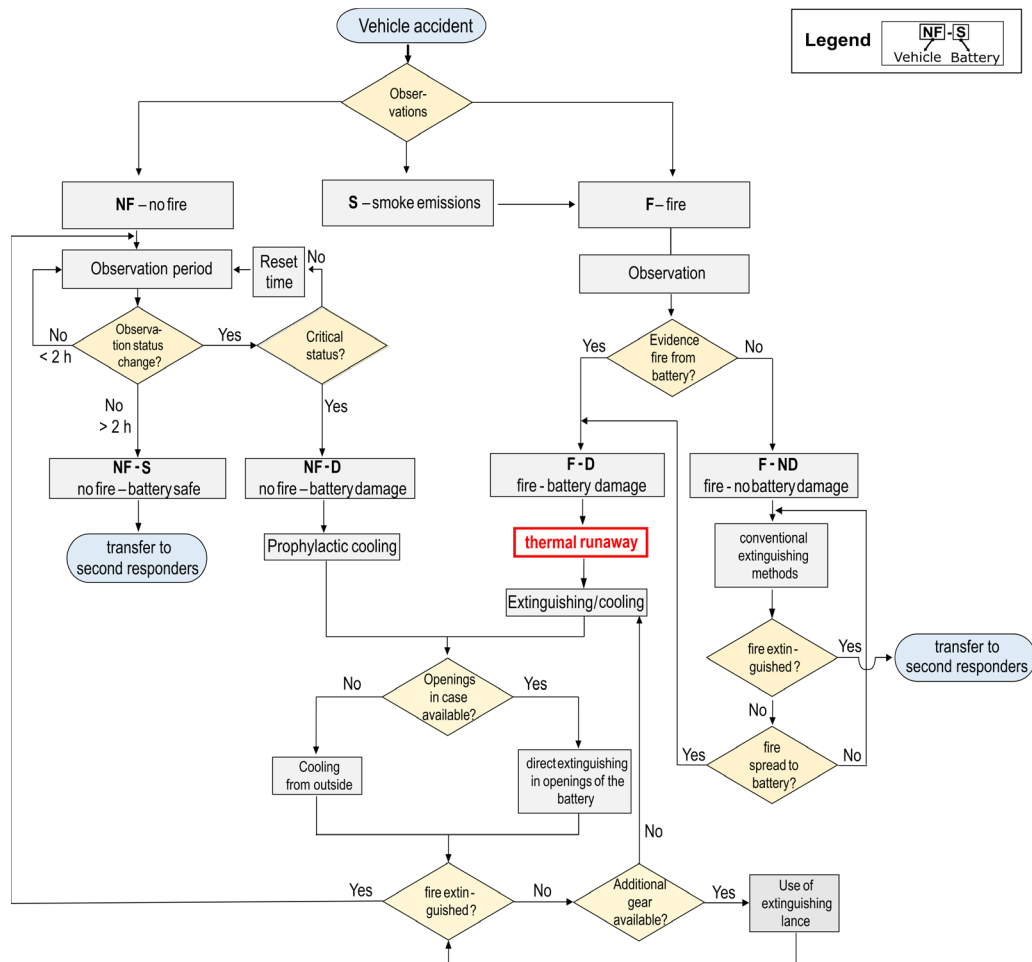 Vehicle accident
Legend
NF-S
Vehicle Battery
Obser-
vations
NF – no fire
S – smoke emissions
F – fire
Observation period
Reset
time
No
Observation
Observa-
tion status
change?
No
< 2 h
Yes
Critical
status?
Evidence
fire from
battery?
Yes
No
No
> 2 h
Yes
NF - S
no fire – battery safe
NF - D
no fire – battery damage
F - D
fire - battery damage
F - ND
fire - no battery damage
transfer to
second responders
Prophylactic cooling
thermal runaway
conventional
extinguishing
methods
Extinguishing/cooling
fire extin-
guished ?
Yes
transfer to
second responders
No
Openings
in case
available?
No
Yes
fire
spread to
battery?
Yes
No
Cooling
from outside
direct extinguishing
in openings of the
battery
No
fire extin-
guished ?
Yes
No
Additional
gear
available?
Yes
Use of
extinguishing
lance